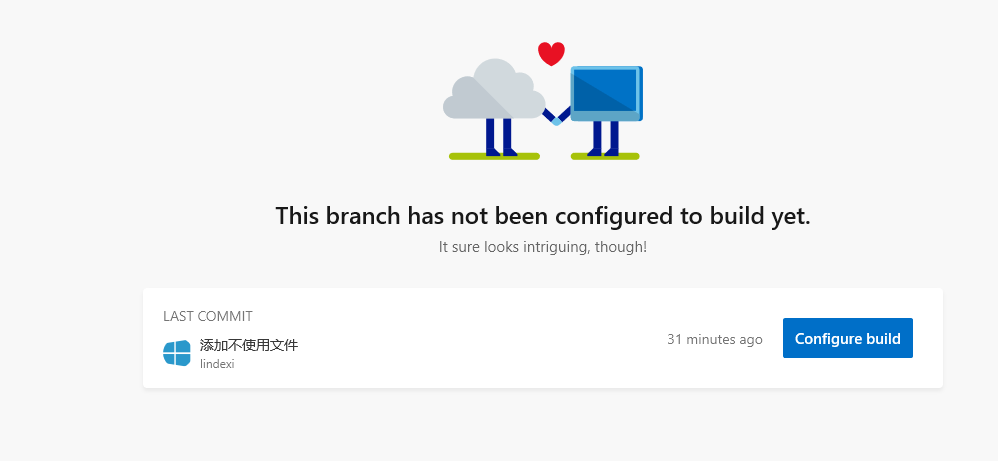 This branch has not been configured to build yet.
It sure looks intriguing, though!
LAST COMMIT
添加不使用文件
lindexi
31 minutes ago
Configure build